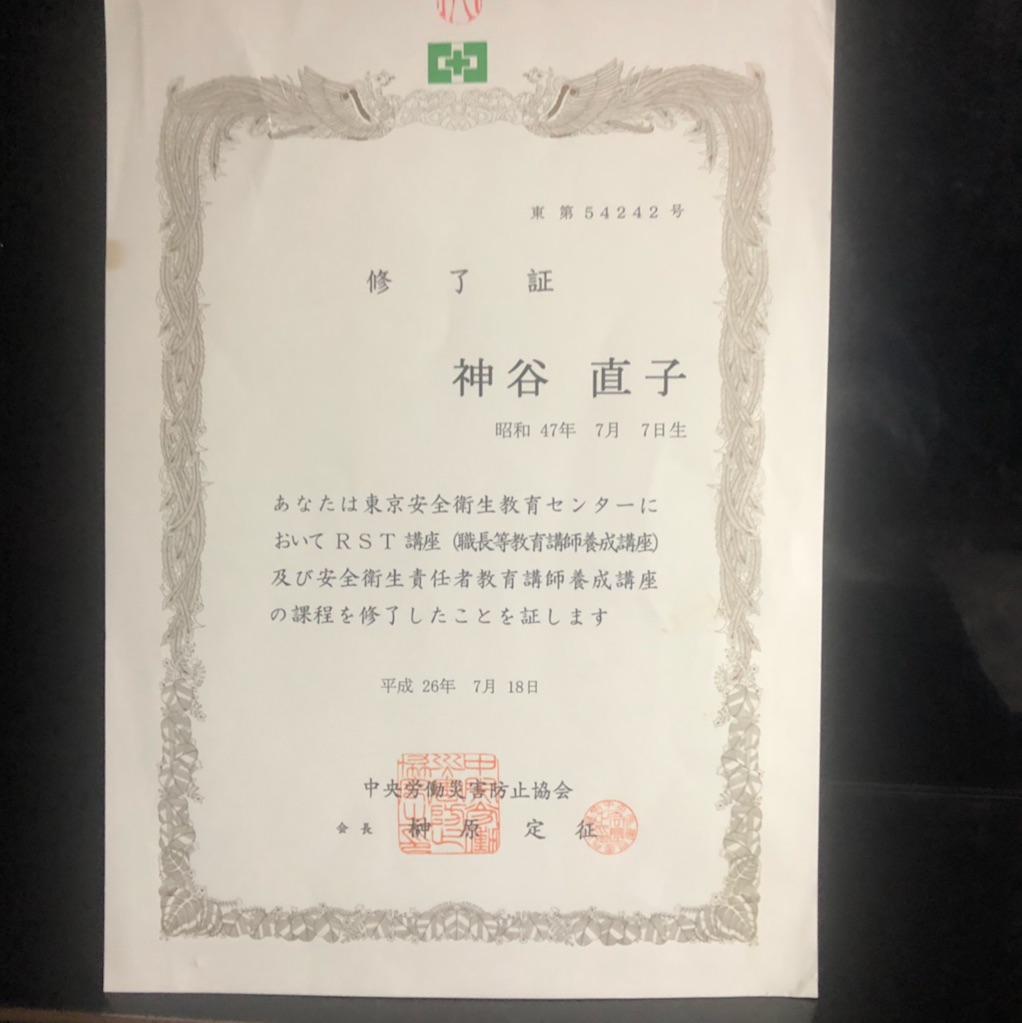 東 第 54242 号
修 了 証
神谷 直子
昭和 47年 7月 7日生
あなたは東京安全衛生教育センターに
おいてRST講座(職長等教育講師養成講座)
及び安全衛生責任者教育講師養成講座
の課程を修了したことを証します
平成 26年 7月 18日
中央労働災害防止協会
会長 榊原 定征